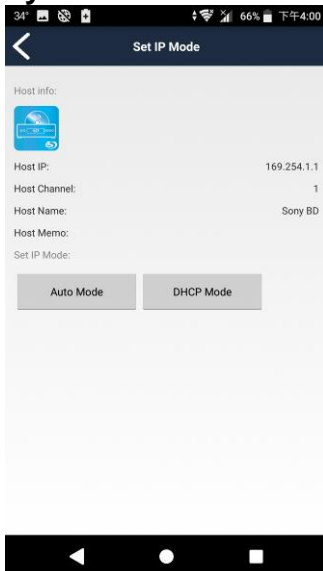 34° 66% 下午4:00
Set IP Mode
Host info:
Host IP: 169.254.1.1
Host Channel: 1
Host Name: Sony BD
Host Memo:
Set IP Mode:
Auto Mode DHCP Mode